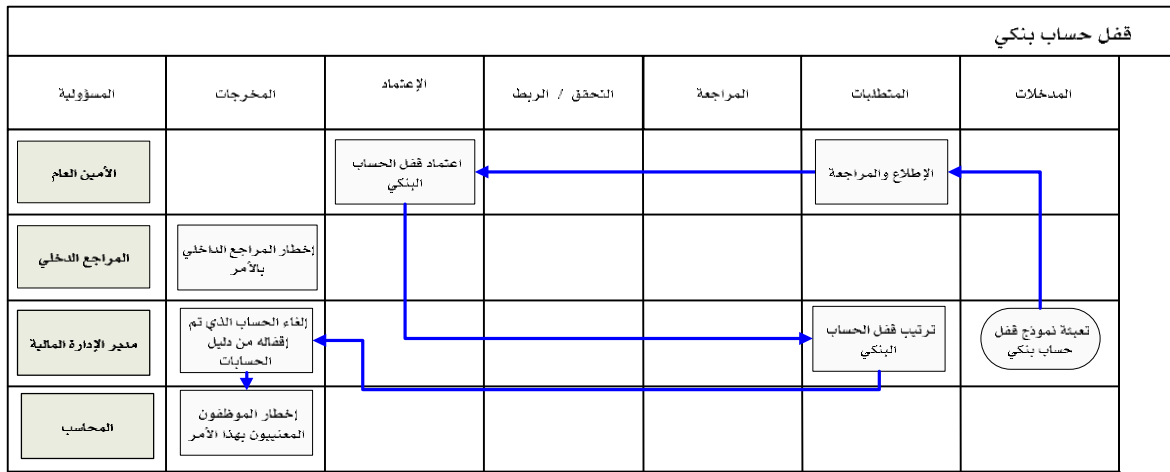 قفل حساب بنكي
المدخلات
المتطلبات
المراجعة
التحقق / الربط
الإعتماد
المخرجات
المسؤولية
الإطلاع والمراجعة
اعتماد قفل الحساب
البنكي
الأمين العام
إخطار المراجع الداخلي
بالأمر
المراجع الدخلي
تعبئة نموذج قفل
حساب بنكي
ترتيب قفل الحساب
البنكي
إلغاء الحساب الذي تم
إقفاله من دليل
الحسابات
مدير الإدارة المالية
إخطار الموظفون
المعنييون بهذا الأمر
المحاسب